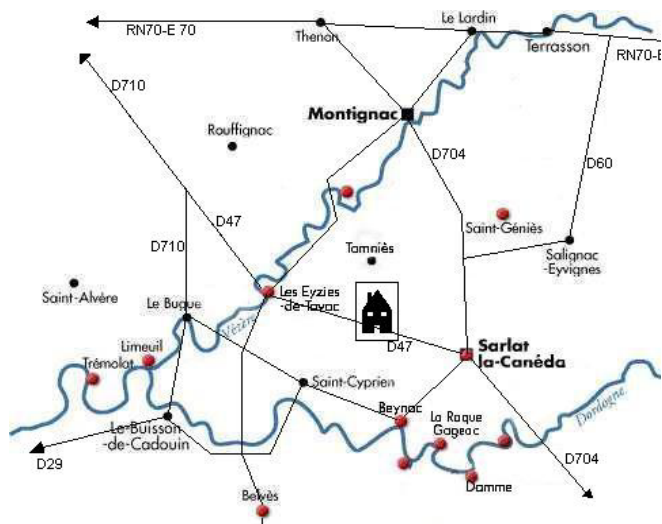 Le Lardin
RN70-E 70
Thenon
Terrasson
RN70-E
D710
Montignac
Rouffignac
D704
D60
D47
Saint-Géniès
D710
Tamniès
Salignac
-Eyvignes
Saint-Alvère
Les Eyzies
-de-Tayac
Le Bugue
Vézère
Limeuil
D47
Sarlat
la-Canéda
Trémolat
Saint-Cyprien
Beynac
La Roque
Gageac
Dordogne
Le-Buisson
-de-Cadouin
D29
D704
Domme
Belvès